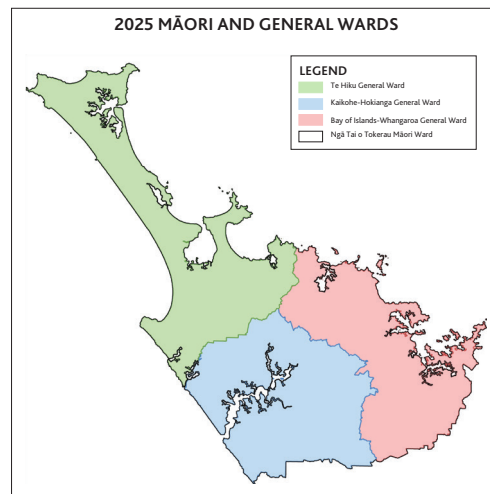 2025 MĀORI AND GENERAL WARDS
LEGEND
Te Hiku General Ward
Kaikohe-Hokianga General Ward
Bay of Islands-Whangaroa General Ward
Ngā Tai o Tokerau Māori Ward